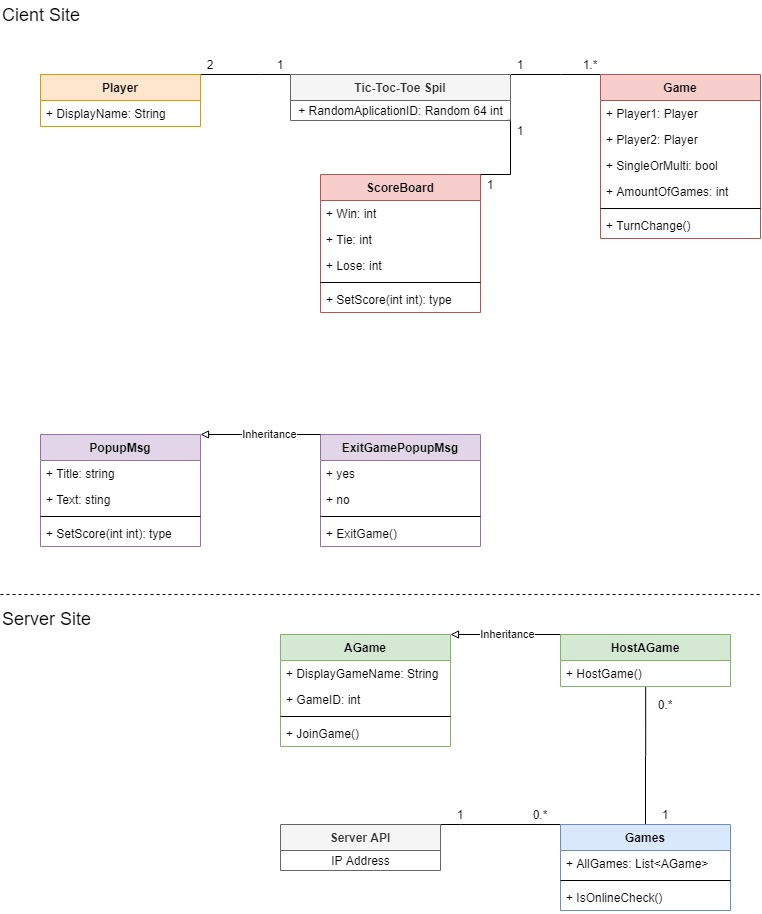 Cient Site
2
1
1
1.*
Player
+ DisplayName: String
Tic-Toc-Toe Spil
+ RandomAplicationID: Random 64 int
Game
+ Player1: Player
+ Player2: Player
+ SingleOrMulti: bool
+ AmountOfGames: int
+ TurnChange()
1
1
ScoreBoard
+ Win: int
+ Tie: int
+ Lose: int
+ SetScore(int int): type
PopupMsg
+ Title: string
+ Text: sting
+ SetScore(int int): type
Inheritance
ExitGamePopupMsg
+ yes
+ no
+ ExitGame()
Server Site
AGame
+ DisplayGameName: String
+ GameID: int
+ JoinGame()
Inheritance
HostAGame
+ HostGame()
0.*
1
1
0.*
Server API
IP Address
Games
+ AllGames: List<AGame>
+ IsOnlineCheck()